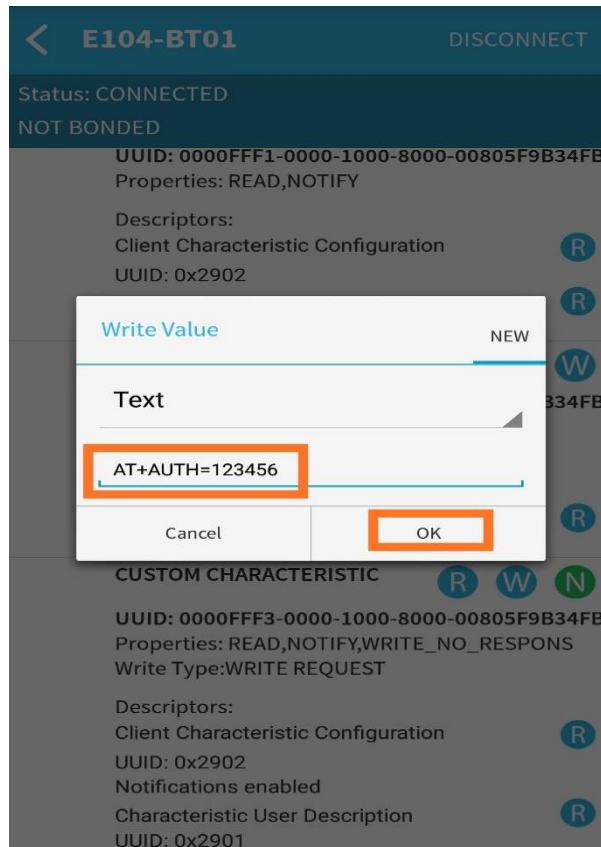 E104-BT01
DISCONNECT
Status: CONNECTED
NOT BONDED
UUID: 0000FFF1-0000-1000-8000-00805F9B34FB
Properties: READ,NOTIFY
Descriptors:
Client Characteristic Configuration
R
UUID: 0x2902
R
Write Value
NEW
W
Text
334FB
AT+AUTH=123456
Cancel
OK
R
CUSTOM CHARACTERISTIC
R W N
UUID: 0000FFF3-0000-1000-8000-00805F9B34FB
Properties: READ,NOTIFY,WRITE_NO_RESPONS
Write Type:WRITE REQUEST
Descriptors:
Client Characteristic Configuration
R
UUID: 0x2902
Notifications enabled
Characteristic User Description
R
UUID: 0x2901